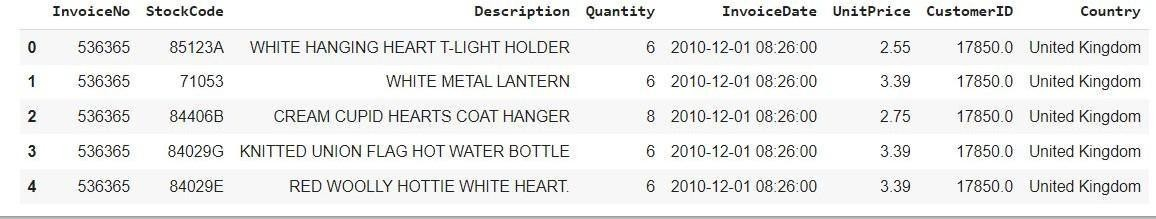 InvoiceNo StockCode Description Quantity InvoiceDate UnitPrice CustomerID Country
0 536365 85123A WHITE HANGING HEART T-LIGHT HOLDER 6 2010-12-01 08:26:00 2.55 17850.0 United Kingdom
1 536365 71053 WHITE METAL LANTERN 6 2010-12-01 08:26:00 3.39 17850.0 United Kingdom
2 536365 84406B CREAM CUPID HEARTS COAT HANGER 8 2010-12-01 08:26:00 2.75 17850.0 United Kingdom
3 536365 84029G KNITTED UNION FLAG HOT WATER BOTTLE 6 2010-12-01 08:26:00 3.39 17850.0 United Kingdom
4 536365 84029E RED WOOLLY HOTTIE WHITE HEART. 6 2010-12-01 08:26:00 3.39 17850.0 United Kingdom